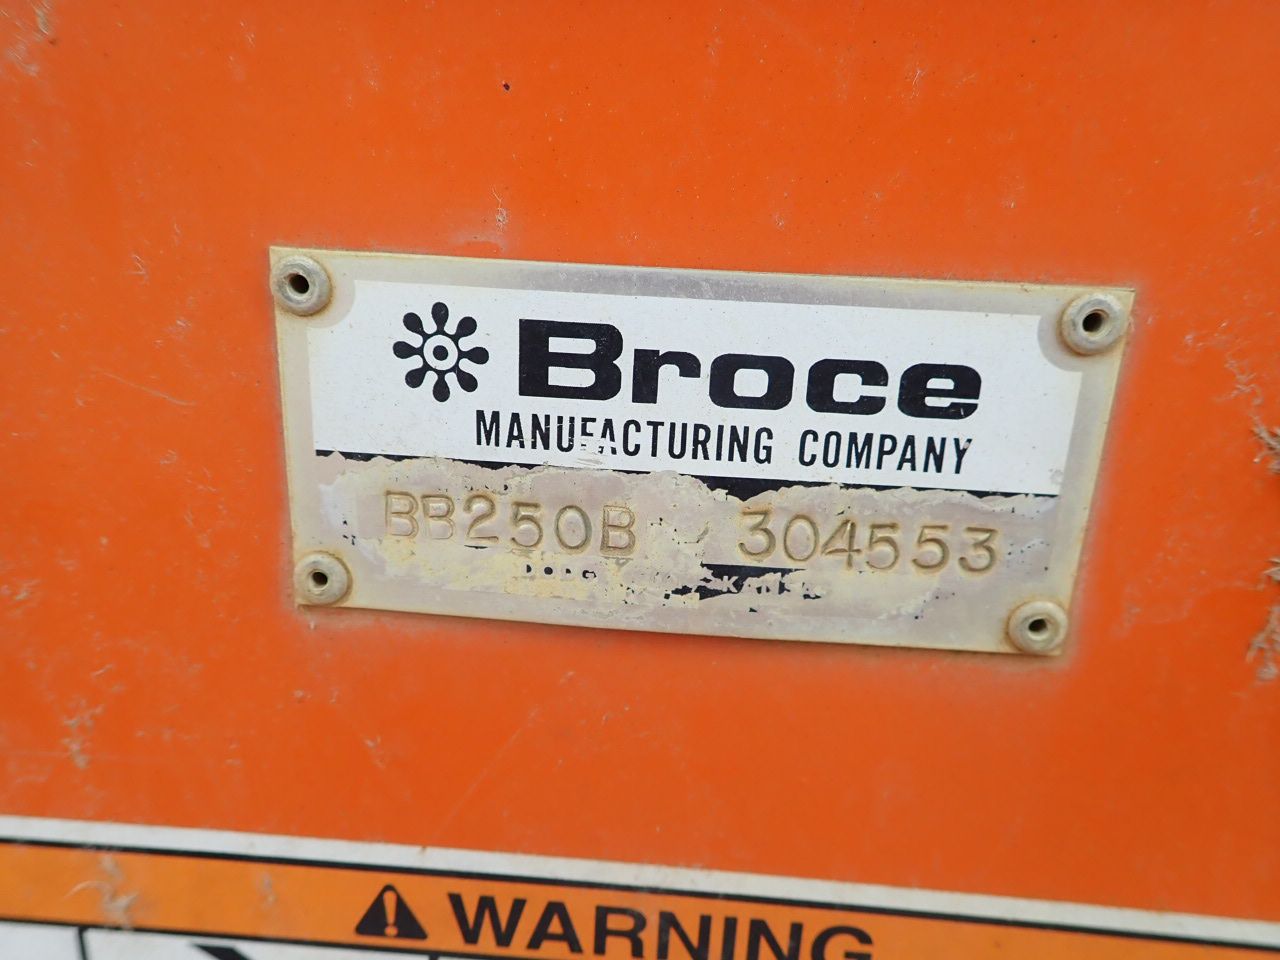 Broce
MANUFACTURING COMPANY
BB250B 304553
WARNING